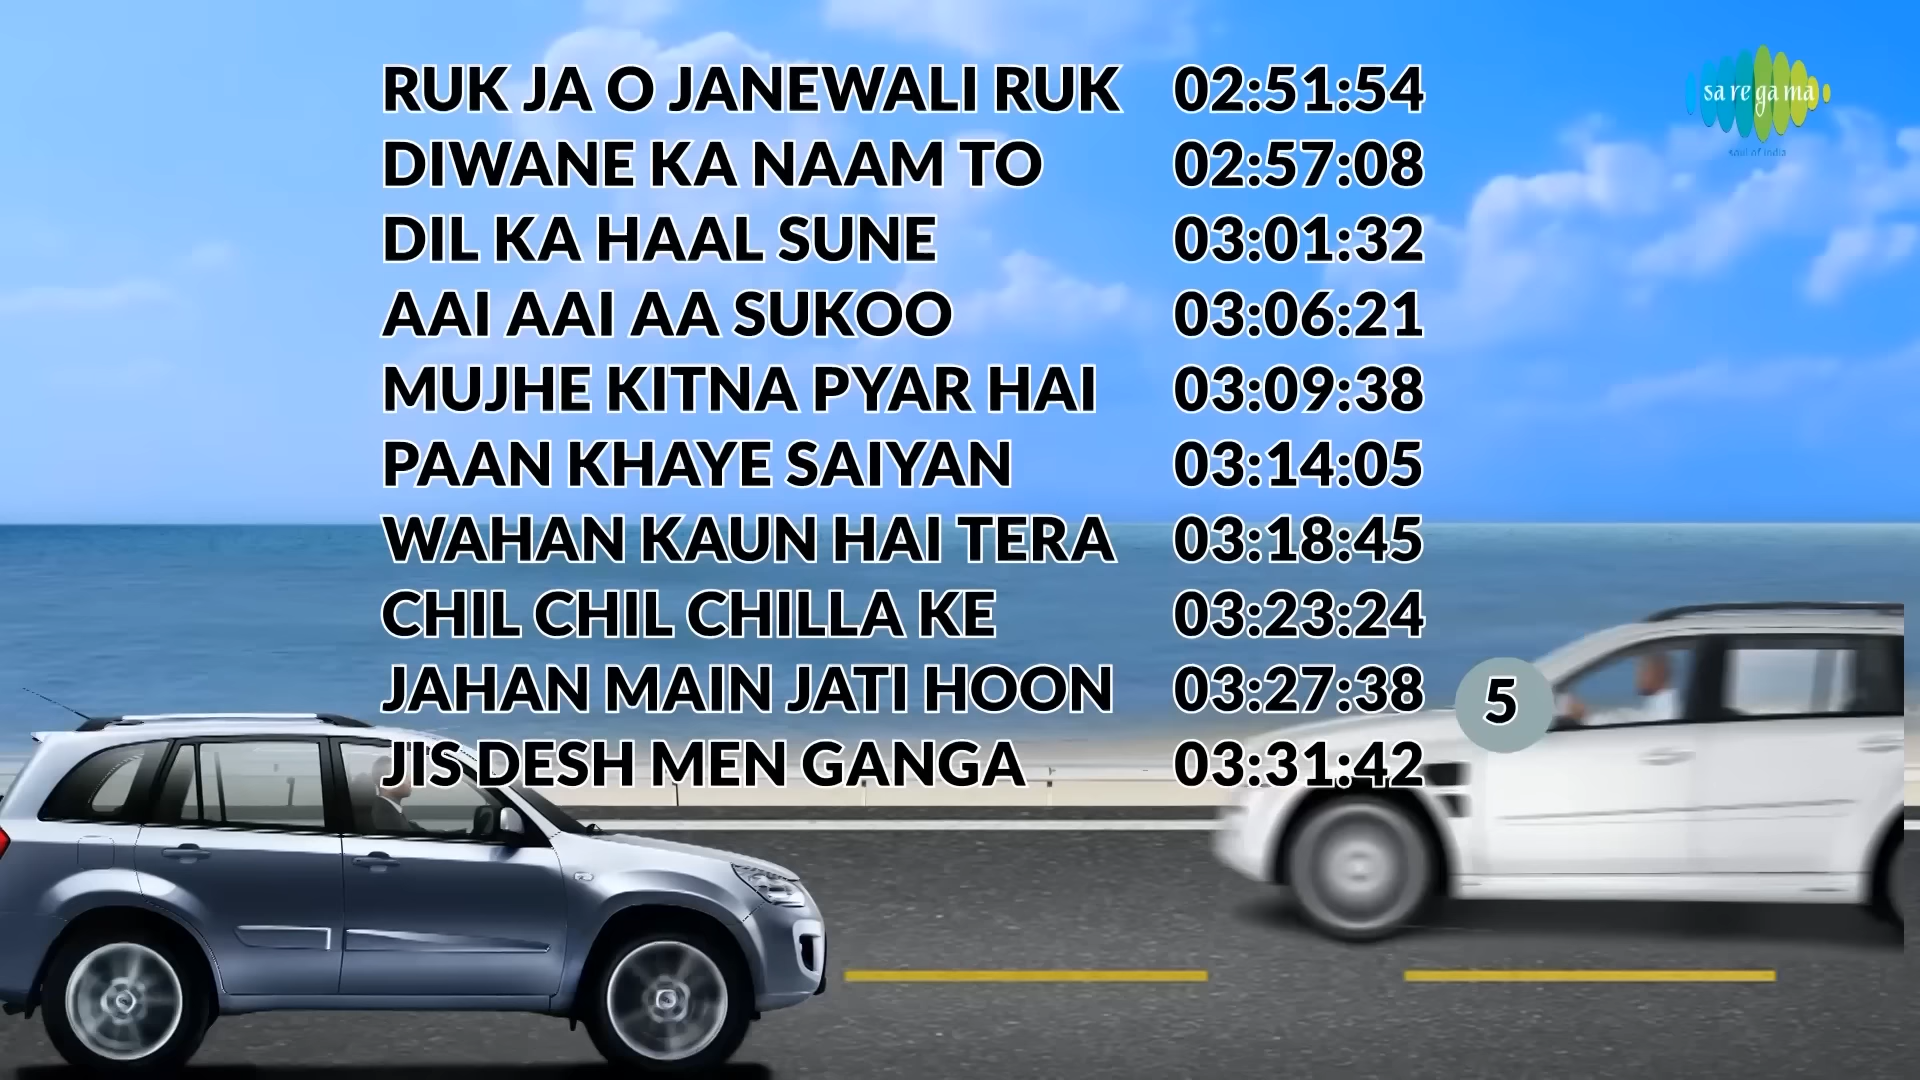 RUK JA O JANEWALI RUK 02:51:54
DIWANE KA NAAM TO 02:57:08
DIL KA HAAL SUNE 03:01:32
AAI AAI AA SUKOO 03:06:21
MUJHE KITNA PYAR HAI 03:09:38
PAAN KHAYE SAIYAN 03:14:05
WAHAN KAUN HAI TERA 03:18:45
CHIL CHIL CHILLA KE 03:23:24
JAHAN MAIN JATI HOON 03:27:38
JIS DESH MEN GANGA 03:31:42
5
sa re ga ma
soul of india